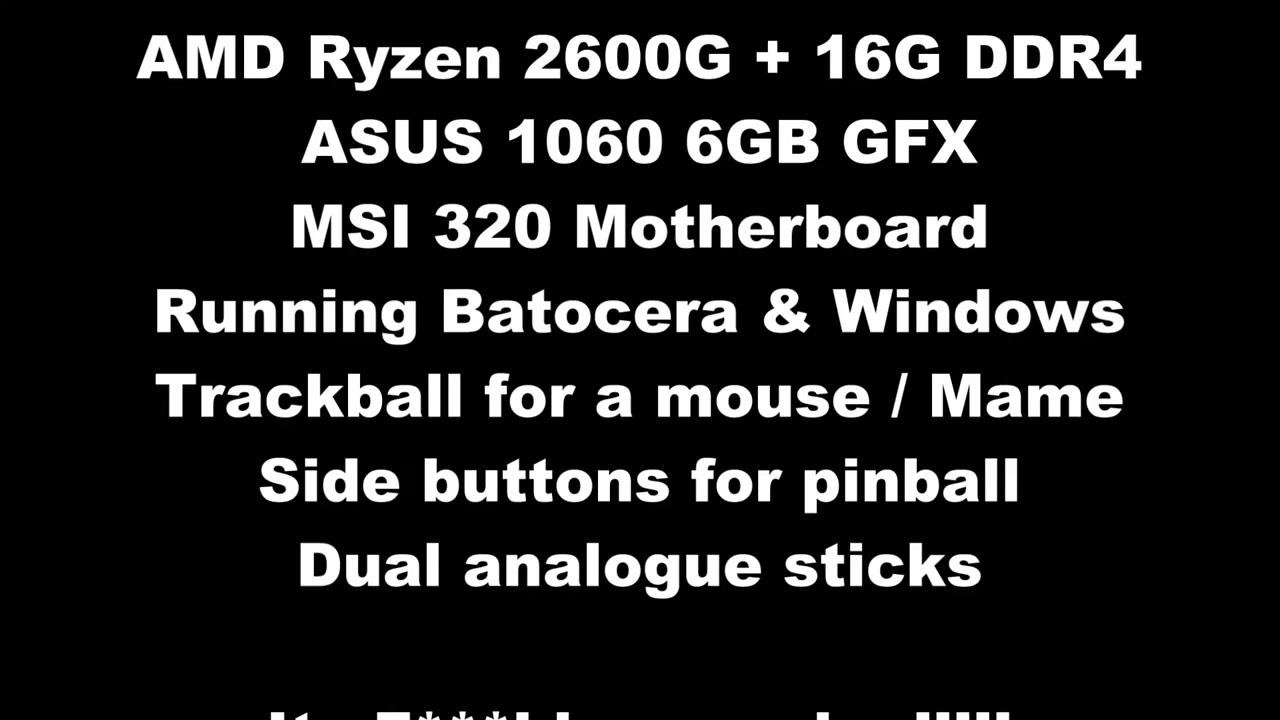 AMD Ryzen 2600G + 16G DDR4
ASUS 1060 6GB GFX
MSI 320 Motherboard
Running Batocera & Windows
Trackball for a mouse / Mame
Side buttons for pinball
Dual analogue sticks